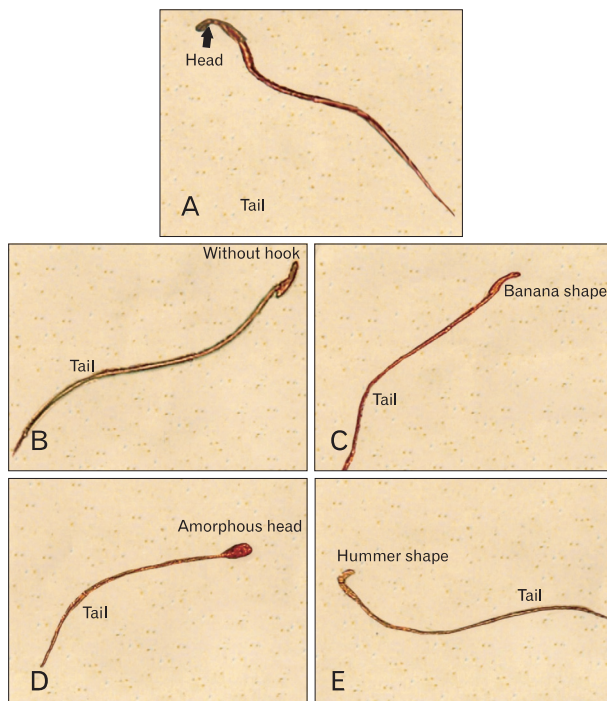 Head
Tail
A
Without hook
Tail
B
Banana shape
Tail
C
Amorphous head
Tail
D
Hummer shape
Tail
E